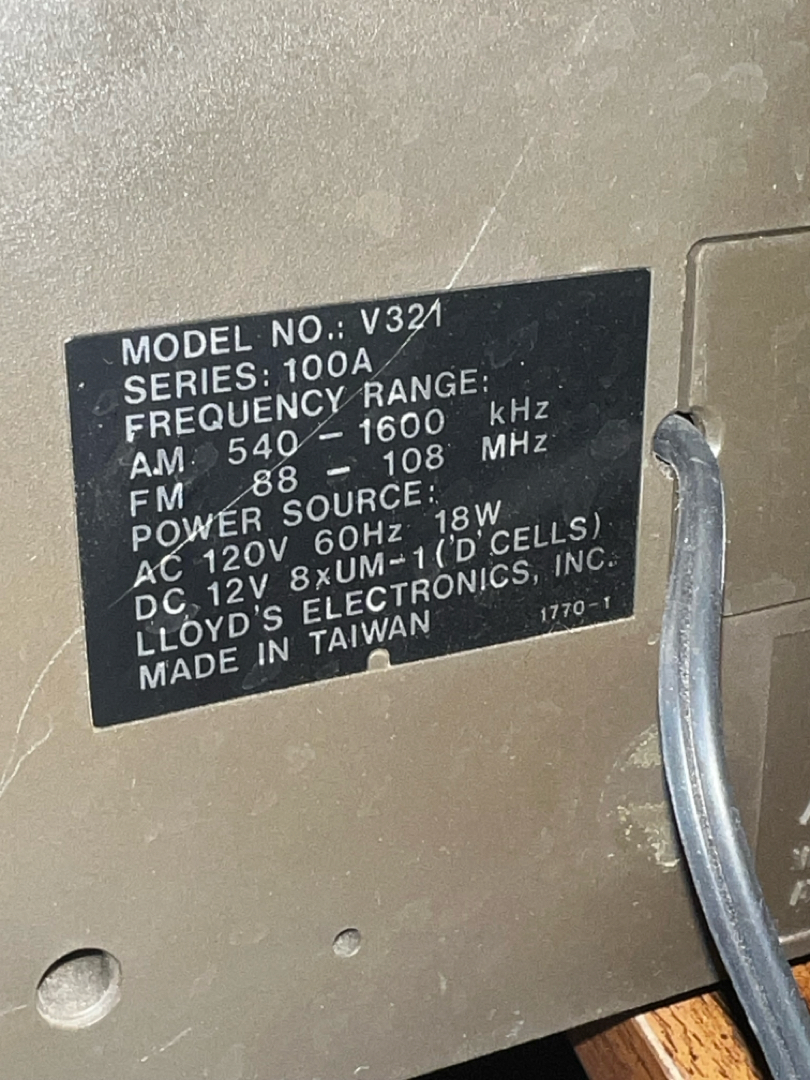 MODEL NO.: V321
SERIES: 100A
FREQUENCY RANGE:
AM 540 – 1600 kHz
FM 88 – 108 MHz
POWER SOURCE:
AC 120V 60Hz 18W
DC 12V 8xUM-1 ('D' CELLS)
LLOYD'S ELECTRONICS, INC.
MADE IN TAIWAN
1770-1